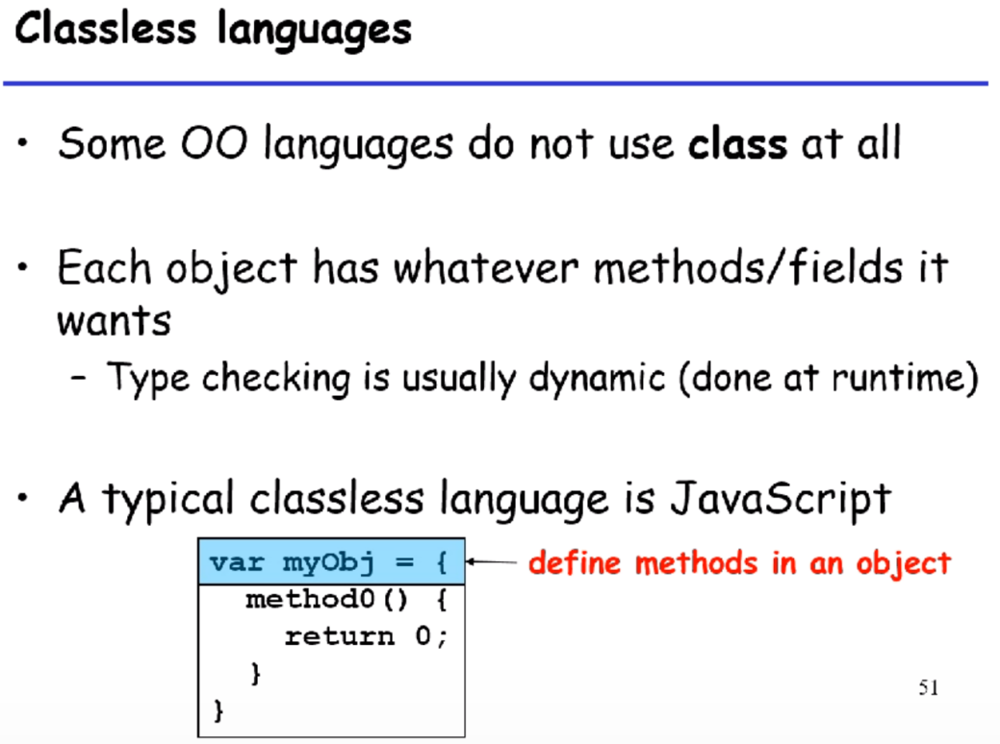 Classless languages
• Some OO languages do not use class at all
• Each object has whatever methods/fields it
wants
– Type checking is usually dynamic (done at runtime)
• A typical classless language is JavaScript
var myObj = {
define methods in an object
method0() {
return 0;
}
}
51